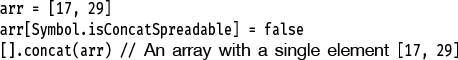 arr = [17, 29]
arr[Symbol.isConcatSpreadable] = false
[].concat(arr) // An array with a single element [17, 29]